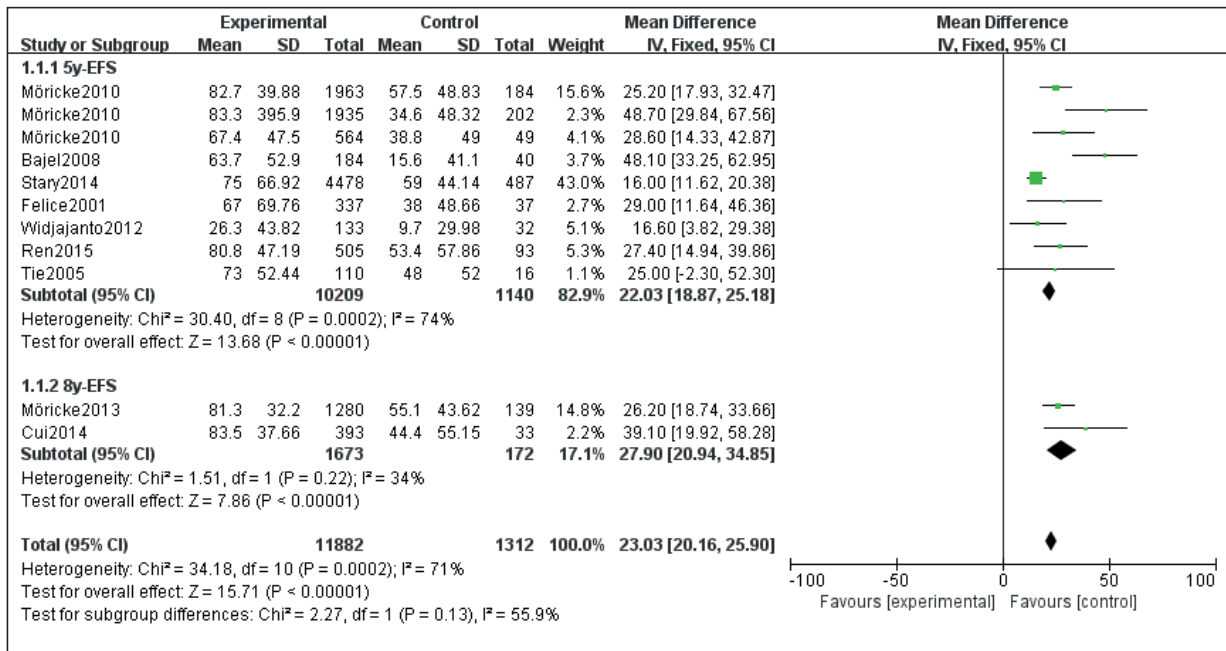 Experimental Control Mean Difference Mean Difference
Study or Subgroup Mean SD Total Mean SD Total Weight IV, Fixed, 95% CI IV, Fixed, 95% CI
1.1.1 5y-EFS
Möricke2010 82.7 39.88 1963 57.5 48.83 184 15.6% 25.20 [17.93, 32.47]
Möricke2010 83.3 395.9 1935 34.6 48.32 202 2.3% 48.70 [29.84, 67.56]
Möricke2010 67.4 47.5 564 38.8 49 49 4.1% 28.60 [14.33, 42.87]
Bajel2008 63.7 52.9 184 15.6 41.1 40 3.7% 48.10 [33.25, 62.95]
Stary2014 75 66.92 4478 59 44.14 487 43.0% 16.00 [11.62, 20.38]
Felice2001 67 69.76 337 38 48.66 37 2.7% 29.00 [11.64, 46.36]
Widjajanto2012 26.3 43.82 133 9.7 29.98 32 5.1% 16.60 [3.82, 29.38]
Ren2015 80.8 47.19 505 53.4 57.86 93 5.3% 27.40 [14.94, 39.86]
Tie2005 73 52.44 110 48 52 16 1.1% 25.00 [-2.30, 52.30]
Subtotal (95% CI) 10209 1140 82.9% 22.03 [18.87, 25.18]
Heterogeneity: Chi² = 30.40, df = 8 (P = 0.0002); I² = 74%
Test for overall effect: Z = 13.68 (P < 0.00001)
1.1.2 8y-EFS
Möricke2013 81.3 32.2 1280 55.1 43.62 139 14.8% 26.20 [18.74, 33.66]
Cui2014 83.5 37.66 393 44.4 55.15 33 2.2% 39.10 [19.92, 58.28]
Subtotal (95% CI) 1673 172 17.1% 27.90 [20.94, 34.85]
Heterogeneity: Chi² = 1.51, df = 1 (P = 0.22); I² = 34%
Test for overall effect: Z = 7.86 (P < 0.00001)
Total (95% CI) 11882 1312 100.0% 23.03 [20.16, 25.90]
Heterogeneity: Chi² = 34.18, df = 10 (P = 0.0002); I² = 71%
Test for overall effect: Z = 15.71 (P < 0.00001)
Test for subgroup differences: Chi² = 2.27, df = 1 (P = 0.13), I² = 55.9%
-100 -50 0 50 100
Favours [experimental] Favours [control]